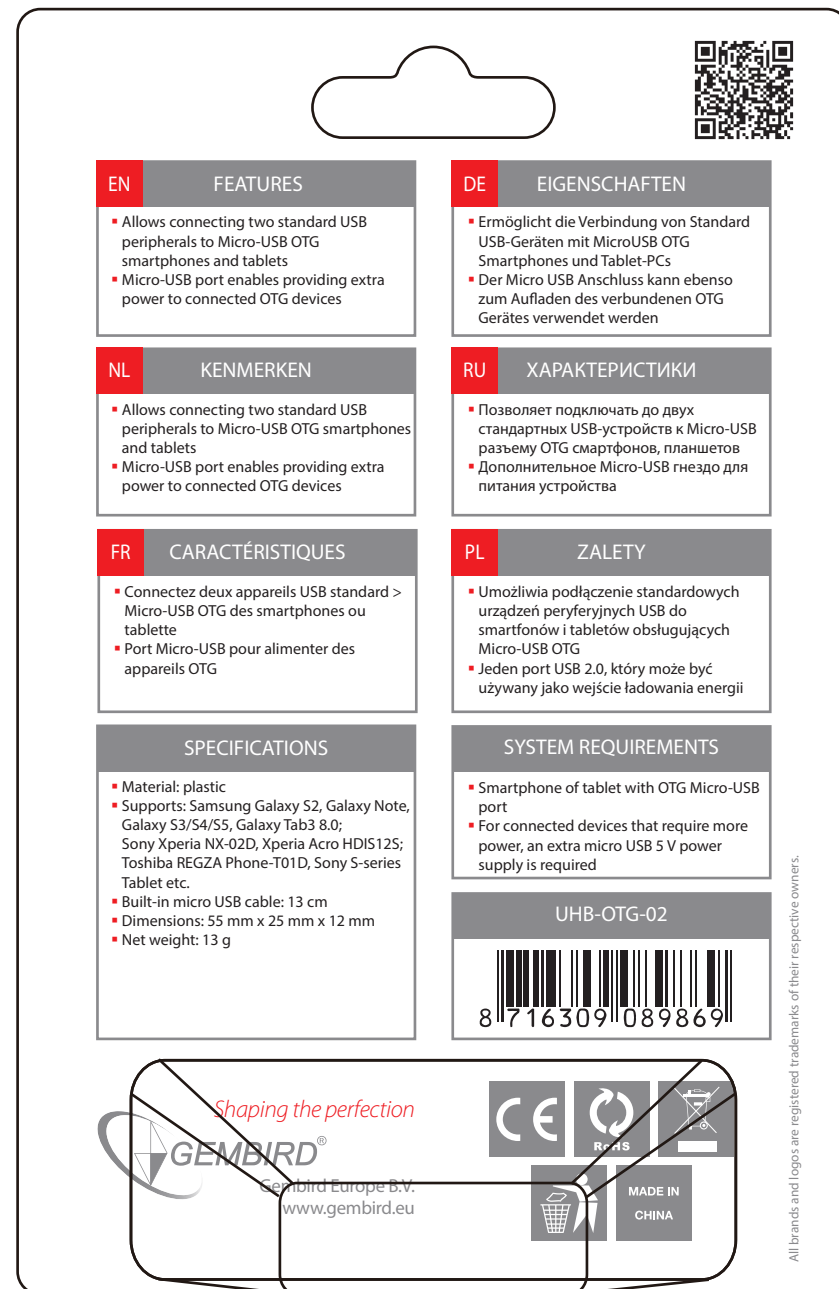 EN FEATURES
▪ Allows connecting two standard USB
peripherals to Micro-USB OTG
smartphones and tablets
▪ Micro-USB port enables providing extra
power to connected OTG devices
DE EIGENSCHAFTEN
▪ Ermöglicht die Verbindung von Standard
USB-Geräten mit MicroUSB OTG
Smartphones und Tablet-PCs
▪ Der Micro USB Anschluss kann ebenso
zum Aufladen des verbundenen OTG
Gerätes verwendet werden
NL KENMERKEN
▪ Allows connecting two standard USB
peripherals to Micro-USB OTG smartphones
and tablets
▪ Micro-USB port enables providing extra
power to connected OTG devices
RU ХАРАКТЕРИСТИКИ
▪ Позволяет подключать до двух
стандартных USB-устройств к Micro-USB
разъему OTG смартфонов, планшетов
▪ Дополнительное Micro-USB гнездо для
питания устройства
FR CARACTÉRISTIQUES
▪ Connectez deux appareils USB standard >
Micro-USB OTG des smartphones ou
tablette
▪ Port Micro-USB pour alimenter des
appareils OTG
PL ZALETY
▪ Umożliwia podłączenie standardowych
urządzeń peryferyjnych USB do
smartfonów i tabletów obsługujących
Micro-USB OTG
▪ Jeden port USB 2.0, który może być
używany jako wejście ładowania energii
SPECIFICATIONS
▪ Material: plastic
▪ Supports: Samsung Galaxy S2, Galaxy Note,
Galaxy S3/S4/S5, Galaxy Tab3 8.0;
Sony Xperia NX-02D, Xperia Acro HDIS12S;
Toshiba REGZA Phone-T01D, Sony S-series
Tablet etc.
▪ Built-in micro USB cable: 13 cm
▪ Dimensions: 55 mm x 25 mm x 12 mm
▪ Net weight: 13 g
SYSTEM REQUIREMENTS
▪ Smartphone of tablet with OTG Micro-USB
port
▪ For connected devices that require more
power, an extra micro USB 5 V power
supply is required
UHB-OTG-02
8 716309 089869
All brands and logos are registered trademarks of their respective owners.
Shaping the perfection
GEMBIRD®
Gembird Europe B.V.
www.gembird.eu
CE
RoHS
MADE IN
CHINA